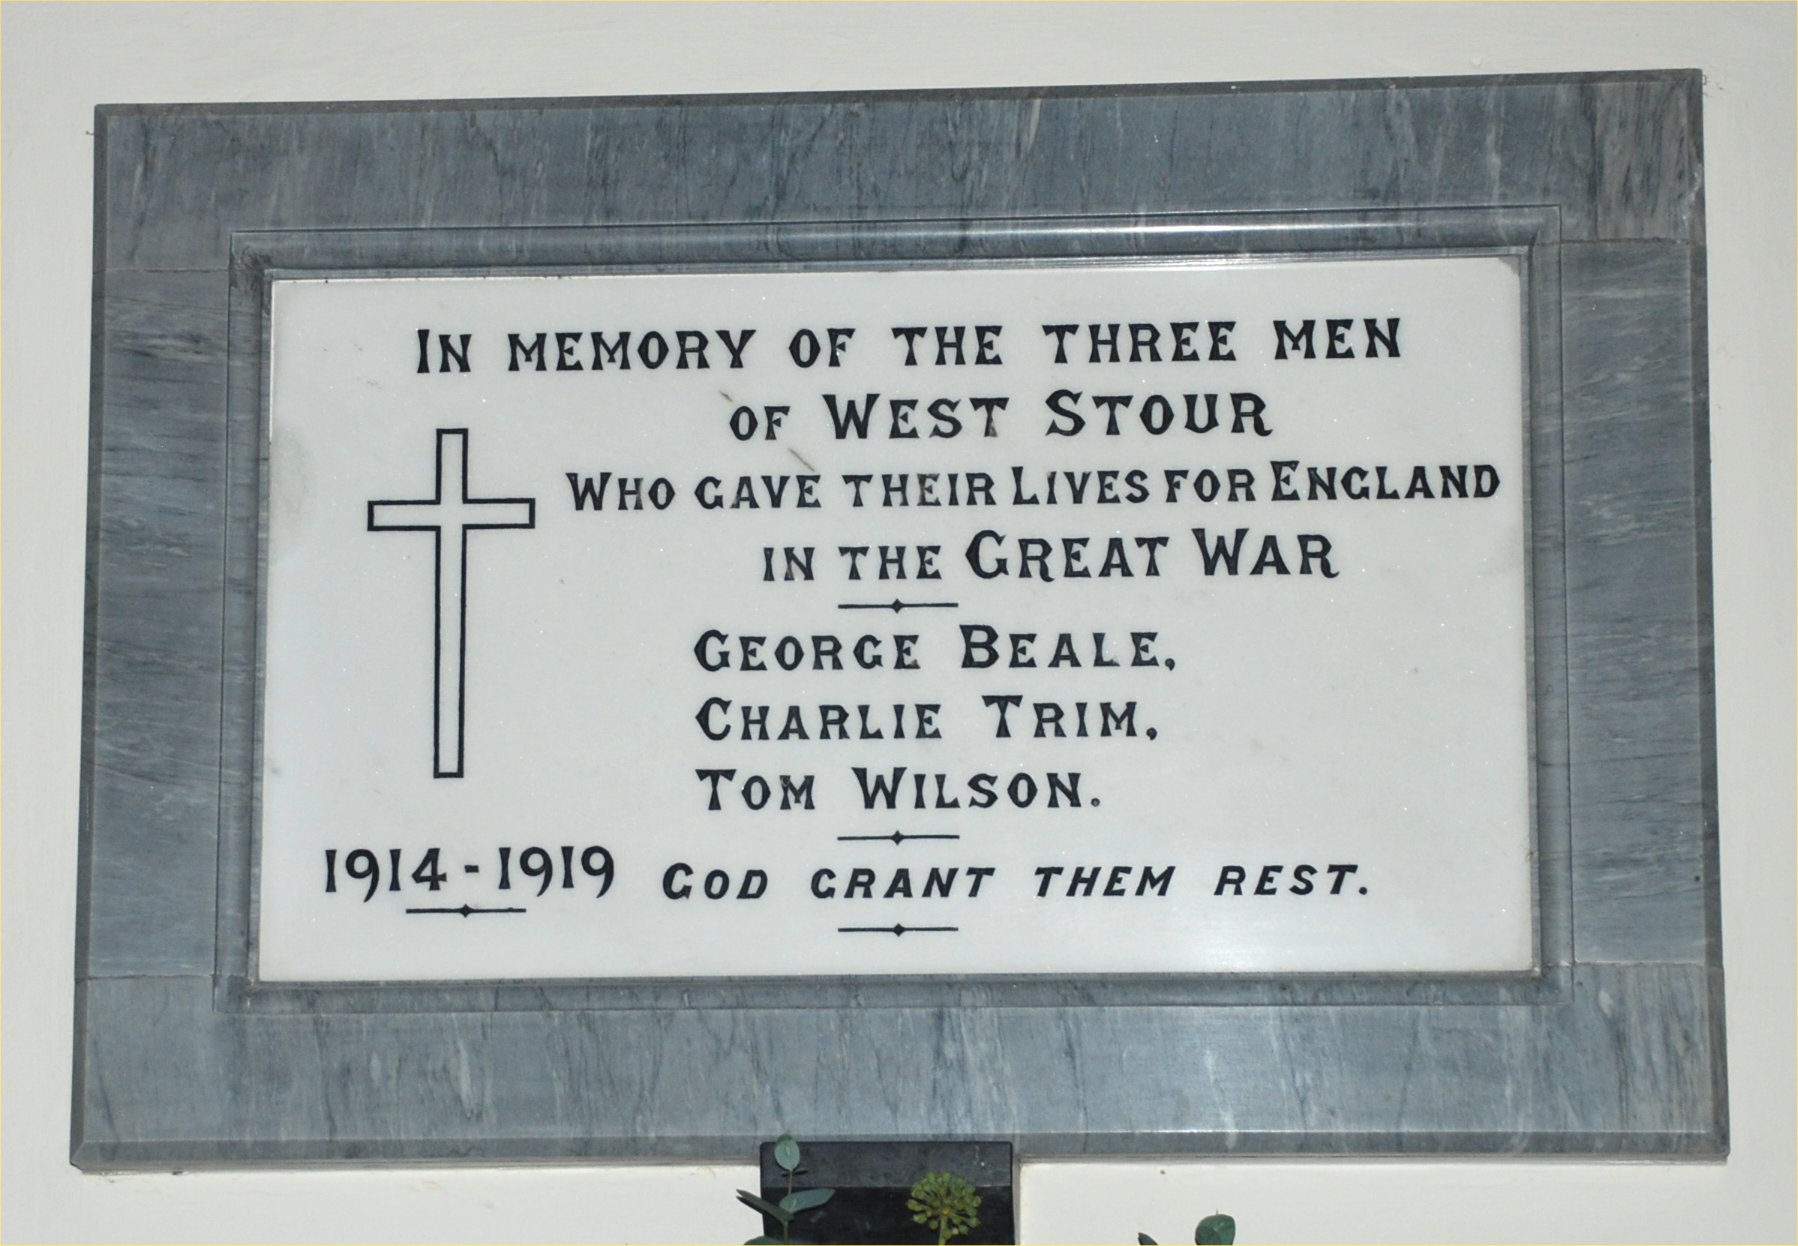 In memory of the three men
of West Stour
Who gave their Lives for England
in the Great War
George Beale,
Charlie Trim,
Tom Wilson.
1914 - 1919
God grant them rest.